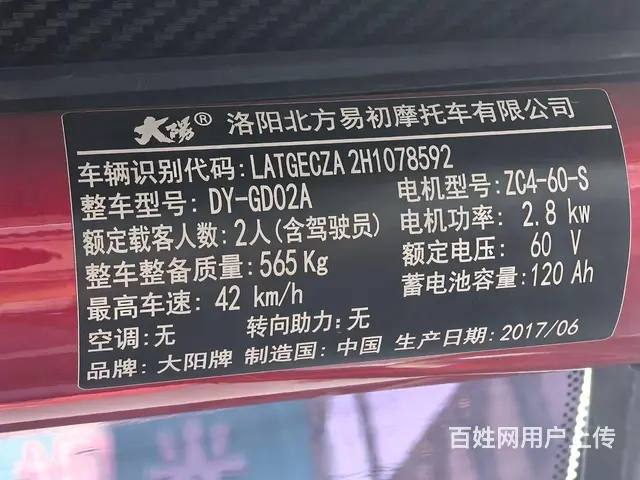 大阳® 洛阳北方易初摩托车有限公司
车辆识别代码: LATGECZA2H1078592
整车型号: DY-GD02A 电机型号: ZC4-60-S
额定载客人数: 2人(含驾驶员) 电机功率: 2.8 kw
整车整备质量: 565Kg 额定电压: 60 V
最高车速: 42 km/h 蓄电池容量: 120 Ah
空调: 无 转向助力: 无
品牌: 大阳牌 制造国: 中国 生产日期: 2017/06
百姓网用户上传